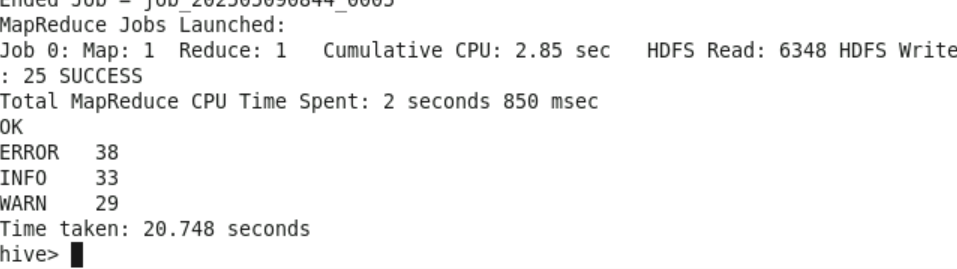 Ended Job = job_202505090844_0005
MapReduce Jobs Launched:
Job 0: Map: 1  Reduce: 1   Cumulative CPU: 2.85 sec   HDFS Read: 6348 HDFS Write
: 25 SUCCESS
Total MapReduce CPU Time Spent: 2 seconds 850 msec
OK
ERROR   38
INFO    33
WARN    29
Time taken: 20.748 seconds
hive>